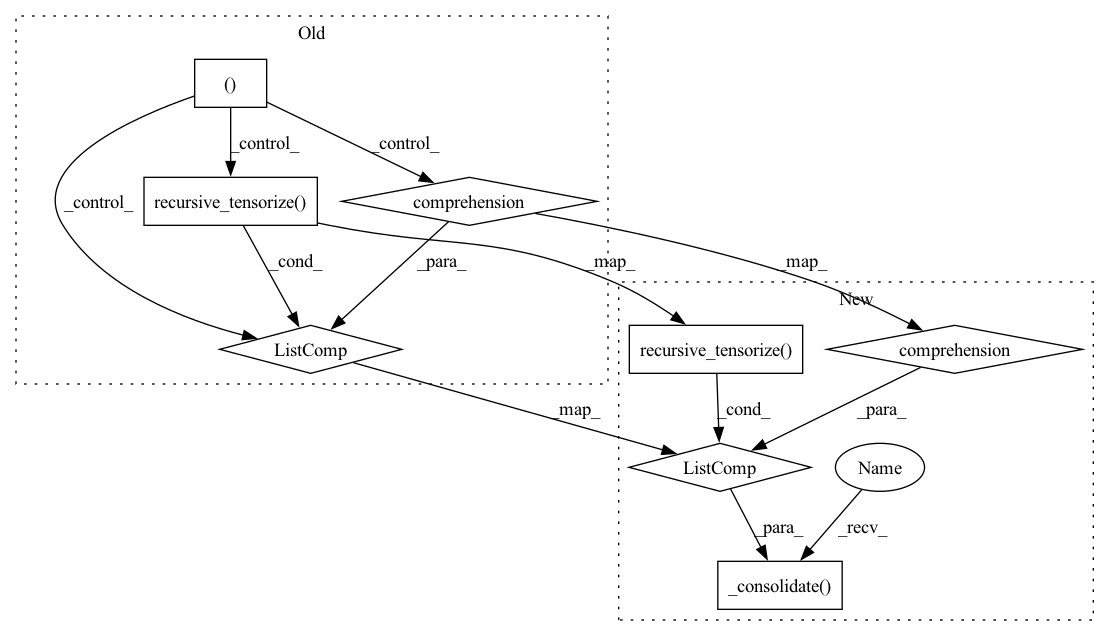 Old
()
_control_
_control_
_control_
recursive_tensorize()
comprehension
_cond_
_para_
_map_
_map_
New
ListComp
recursive_tensorize()
comprehension
_map_
_cond_
_para_
ListComp
Name
_para_
_recv_
_consolidate()